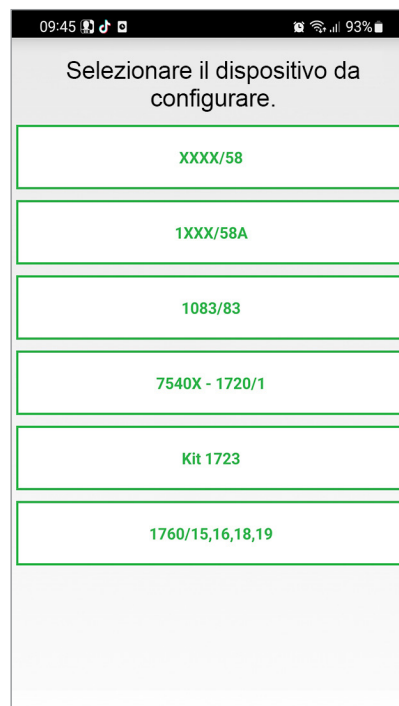 09:45 93%
Selezionare il dispositivo da
configurare.
XXXX/58
1XXX/58A
1083/83
7540X - 1720/1
Kit 1723
1760/15,16,18,19